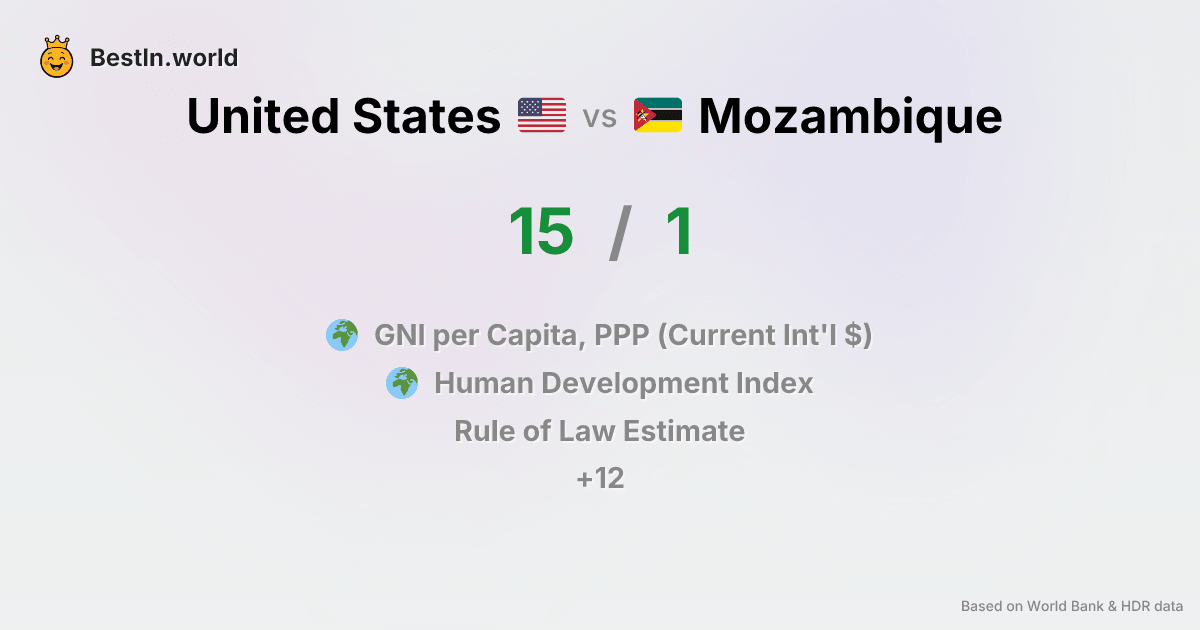 BestIn.world
United States vs Mozambique
15 / 1
GNI per Capita, PPP (Current Int'l $)
Human Development Index
Rule of Law Estimate
+12
Based on World Bank & HDR data